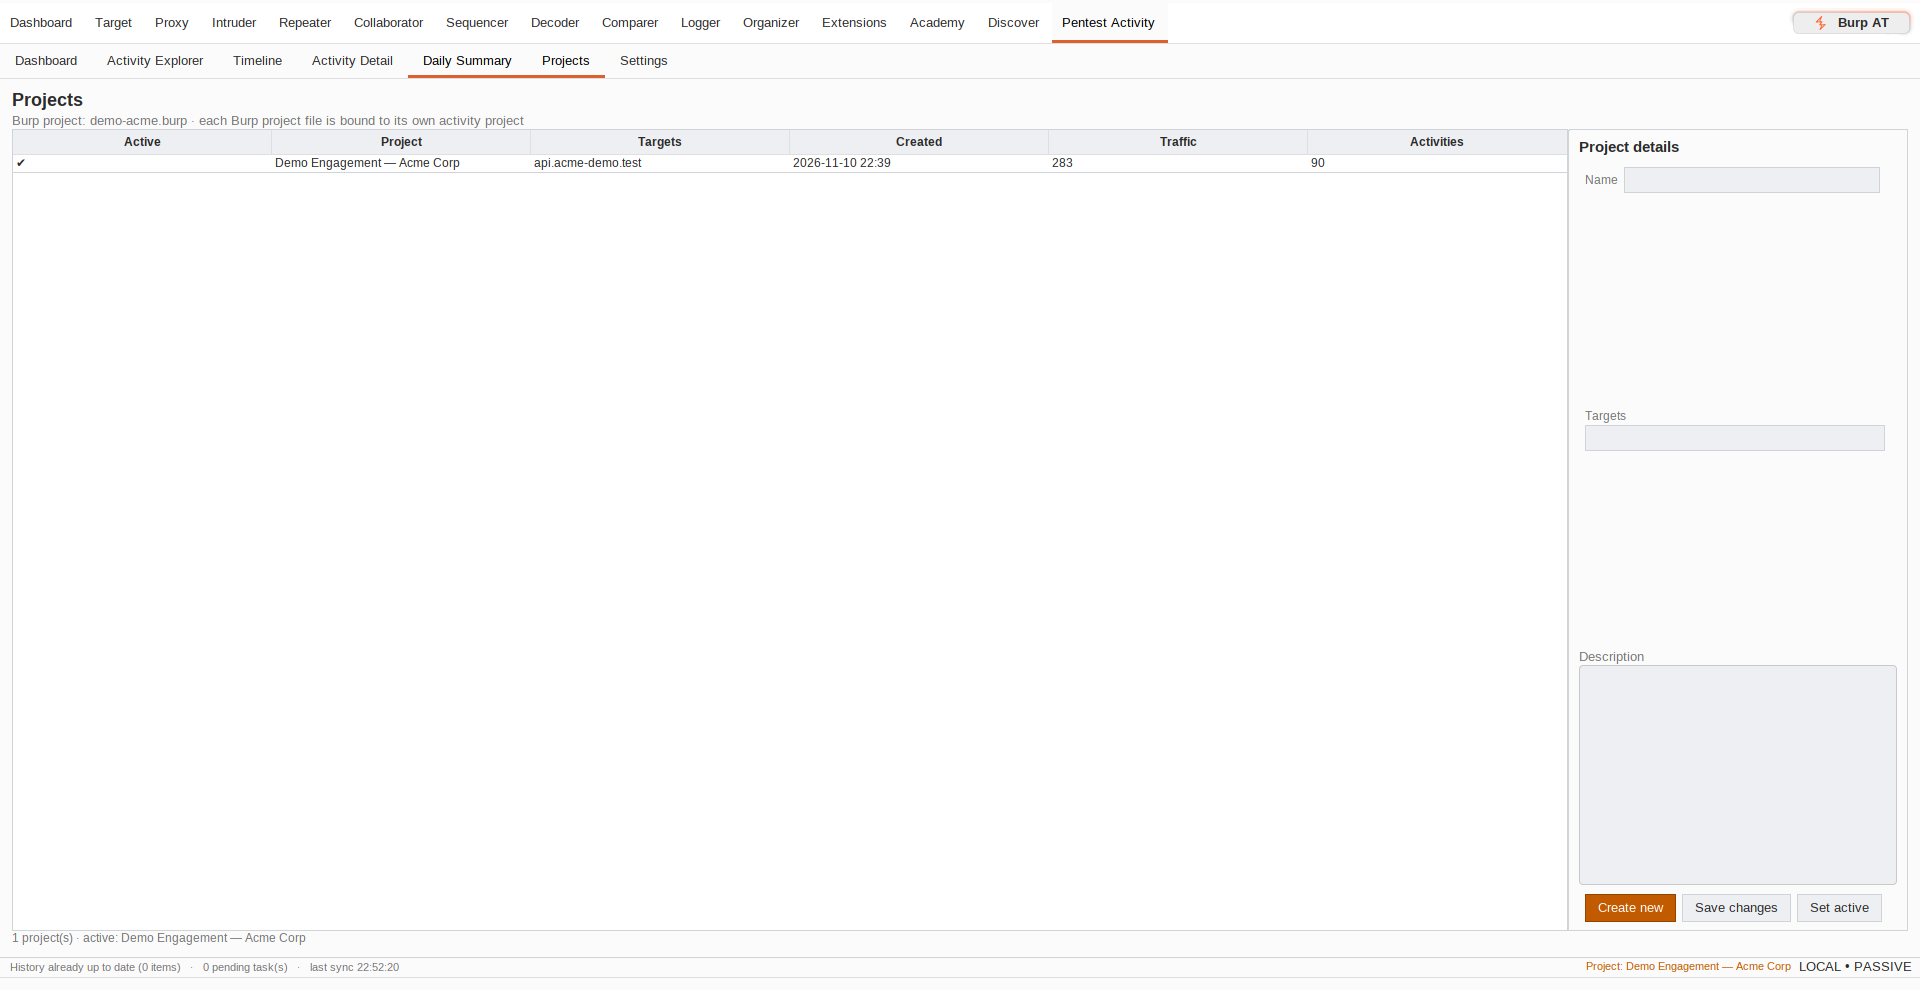 Dashboard Target Proxy Intruder Repeater Collaborator Sequencer Decoder Comparer Logger Organizer Extensions Academy Discover Pentest Activity Burp AT
Dashboard Activity Explorer Timeline Activity Detail Daily Summary Projects Settings
Projects
Burp project: demo-acme.burp · each Burp project file is bound to its own activity project
Active Project Targets Created Traffic Activities
✔ Demo Engagement — Acme Corp api.acme-demo.test 2026-11-10 22:39 283 90
Project details
Name
Targets
Description
Create new Save changes Set active
1 project(s) · active: Demo Engagement — Acme Corp
History already up to date (0 items) · 0 pending task(s) · last sync 22:52:20 Project: Demo Engagement — Acme Corp LOCAL • PASSIVE